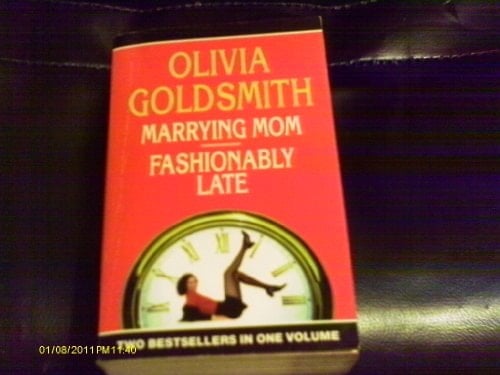 OLIVIA
GOLDSMITH
MARRYING MOM
FASHIONABLY
LATE
TWO BESTSELLERS IN ONE VOLUME
01/08/2011 PM 11:40